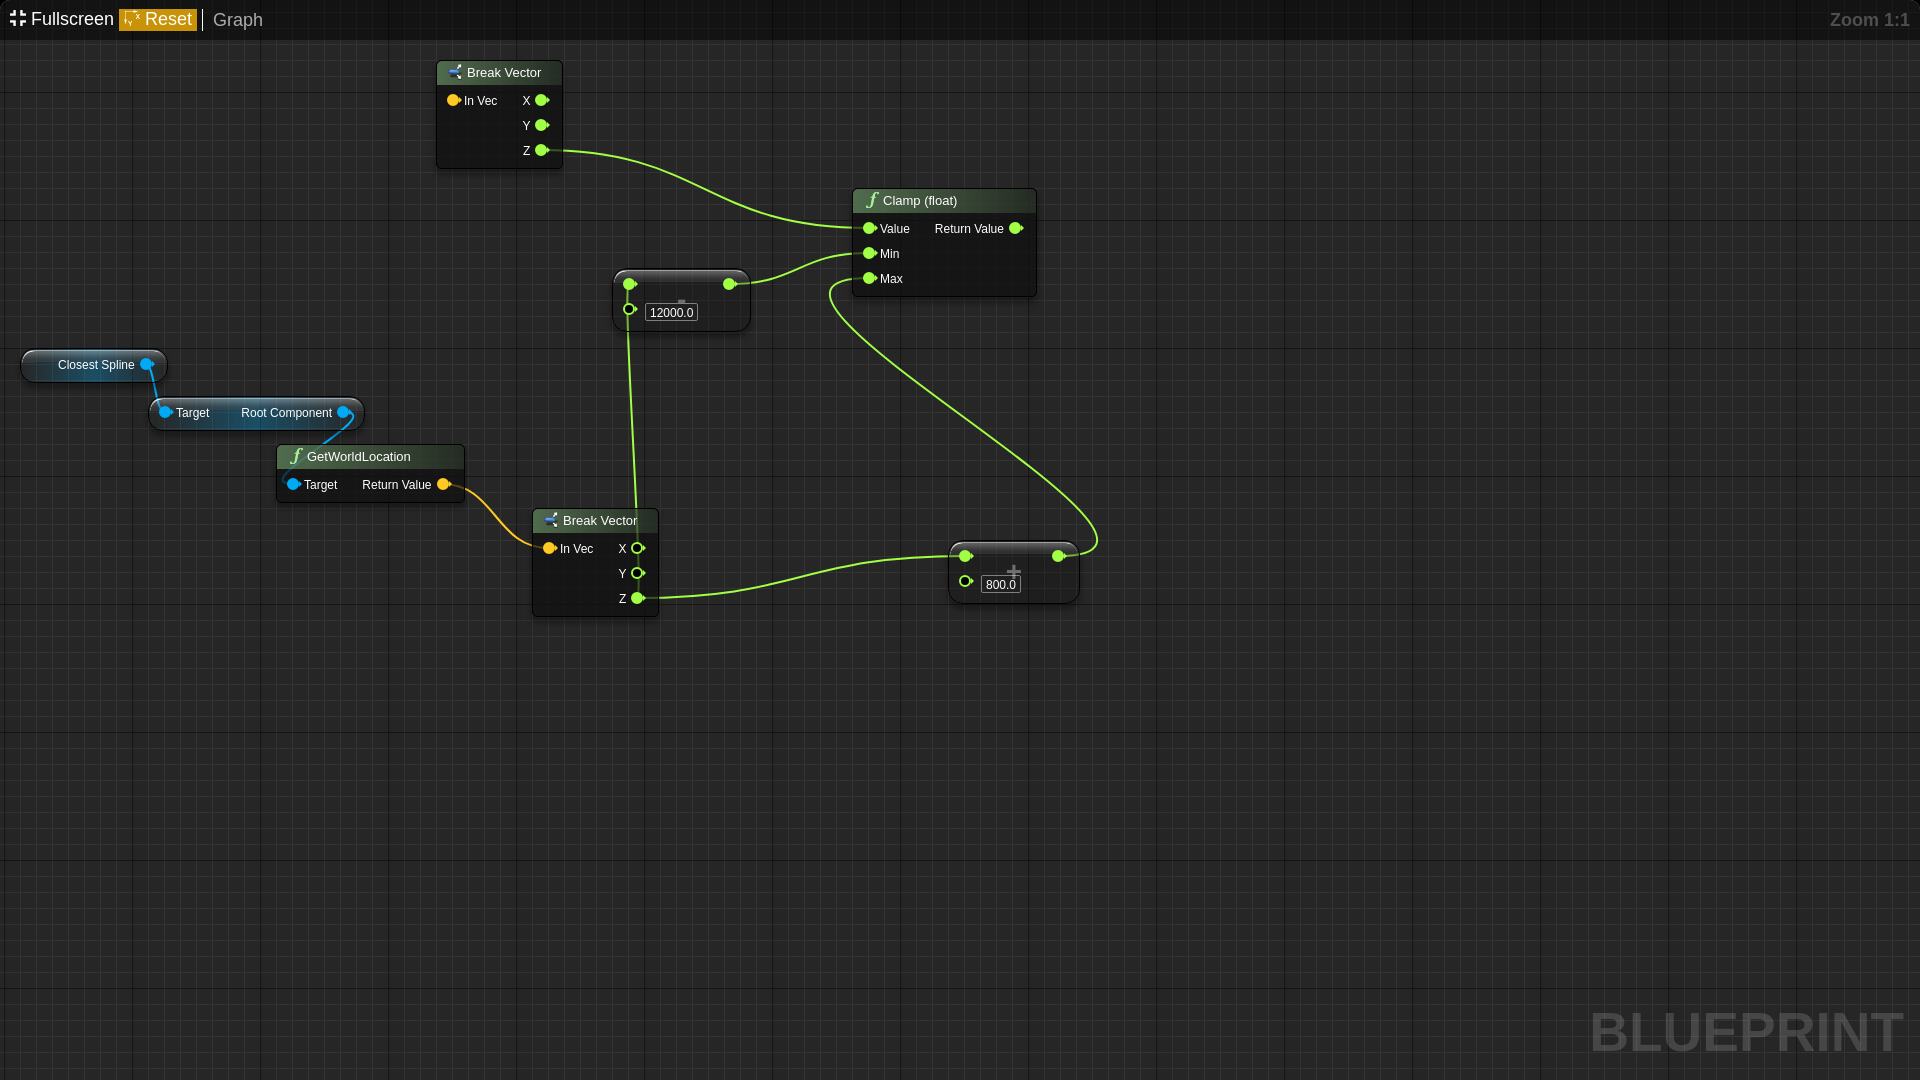 Fullscreen Reset Graph
Zoom 1:1
Break Vector
In Vec X
Y
Z
Clamp (float)
Value Return Value
Min
Max
-
12000.0
Closest Spline
Target Root Component
GetWorldLocation
Target Return Value
Break Vector
In Vec X
Y
Z
+
800.0
BLUEPRINT